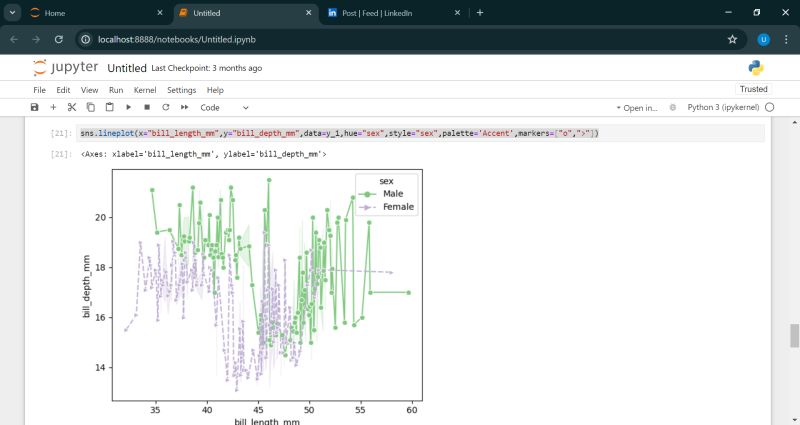 Home
Untitled
Post | Feed | LinkedIn
localhost:8888/notebooks/Untitled.ipynb
U
jupyter Untitled Last Checkpoint: 3 months ago
File Edit View Run Kernel Settings Help
Trusted
Code
Open in...
Python 3 (ipykernel)
[21]: sns.lineplot(x="bill_length_mm",y="bill_depth_mm",data=y_1,hue="sex",style="sex",palette='Accent',markers=["o",">"])
[21]: <Axes: xlabel='bill_length_mm', ylabel='bill_depth_mm'>
sex
Male
Female
20
18
16
14
bill_depth_mm
35 40 45 50 55 60
bill_length_mm